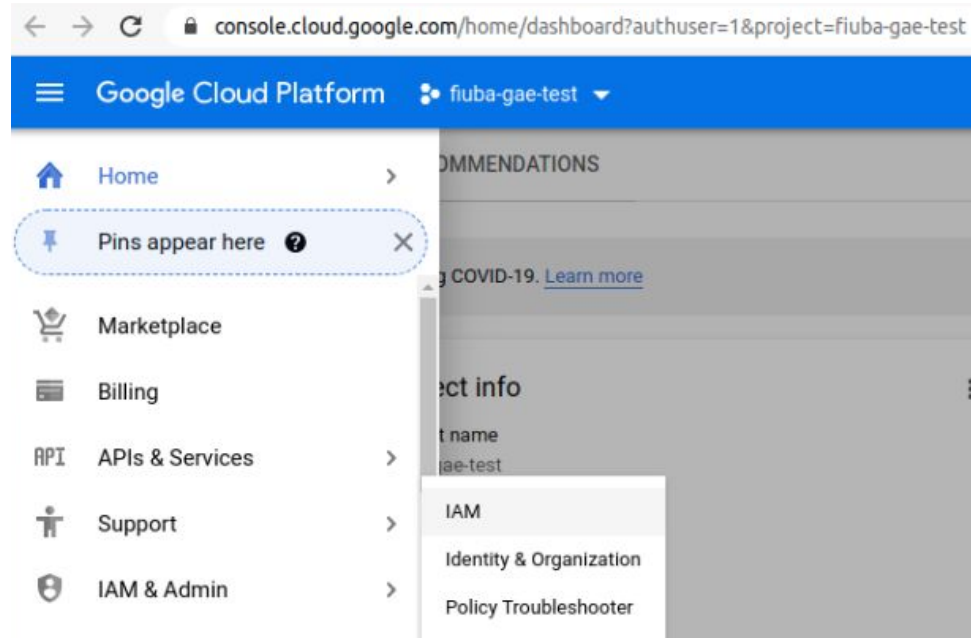 console.cloud.google.com/home/dashboard?authuser=1&project=fiuba-gae-test
Google Cloud Platform fiuba-gae-test
Home
OMMENDATIONS
Pins appear here ?
g COVID-19. Learn more
Marketplace
Billing
ect info
t name
API APIs & Services
gae-test
IAM
Support
Identity & Organization
IAM & Admin
Policy Troubleshooter